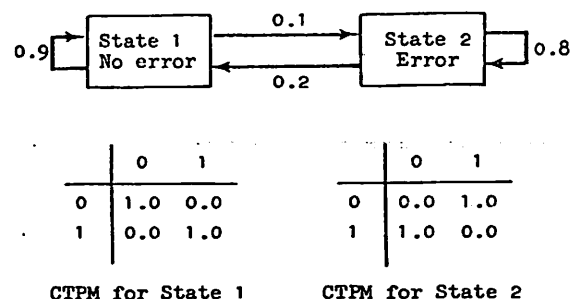 0.1
0.9
State 1
No error
State 2
Error
0.8
0.2
0 1
0 1.0 0.0
1 0.0 1.0
0 1
0 0.0 1.0
1 1.0 0.0
CTPM for State 1
CTPM for State 2